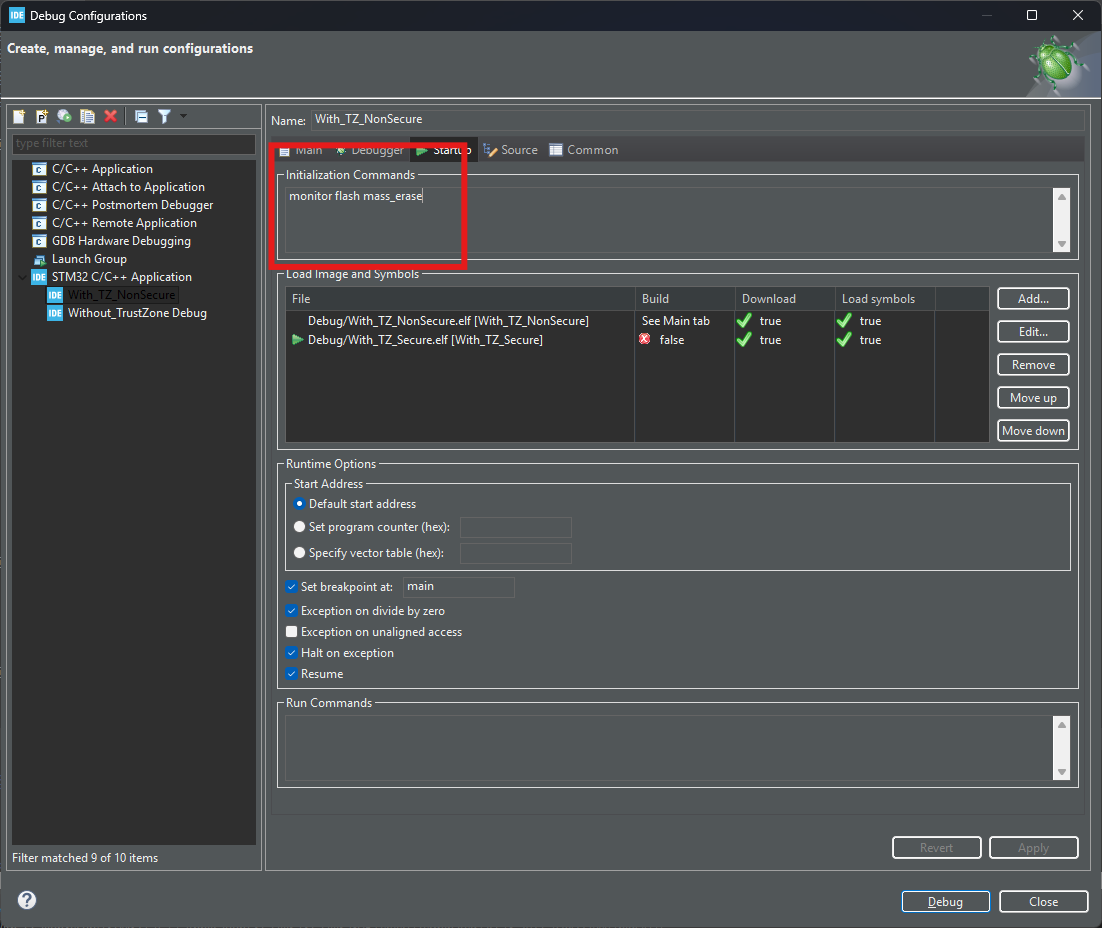 IDE Debug Configurations
Create, manage, and run configurations
type filter text
C/C++ Application
C/C++ Attach to Application
C/C++ Postmortem Debugger
C/C++ Remote Application
GDB Hardware Debugging
Launch Group
IDE STM32 C/C++ Application
IDE With_TZ_NonSecure
IDE Without_TrustZone Debug
Filter matched 9 of 10 items
Name: With_TZ_NonSecure
Main Debugger Startup Source Common
Initialization Commands
monitor flash mass_erase
Load Image and Symbols
File Build Download Load symbols
Debug/With_TZ_NonSecure.elf [With_TZ_NonSecure] See Main tab true true
Debug/With_TZ_Secure.elf [With_TZ_Secure] false true true
Add...
Edit...
Remove
Move up
Move down
Runtime Options
Start Address
Default start address
Set program counter (hex):
Specify vector table (hex):
Set breakpoint at: main
Exception on divide by zero
Exception on unaligned access
Halt on exception
Resume
Run Commands
Revert Apply
? Debug Close